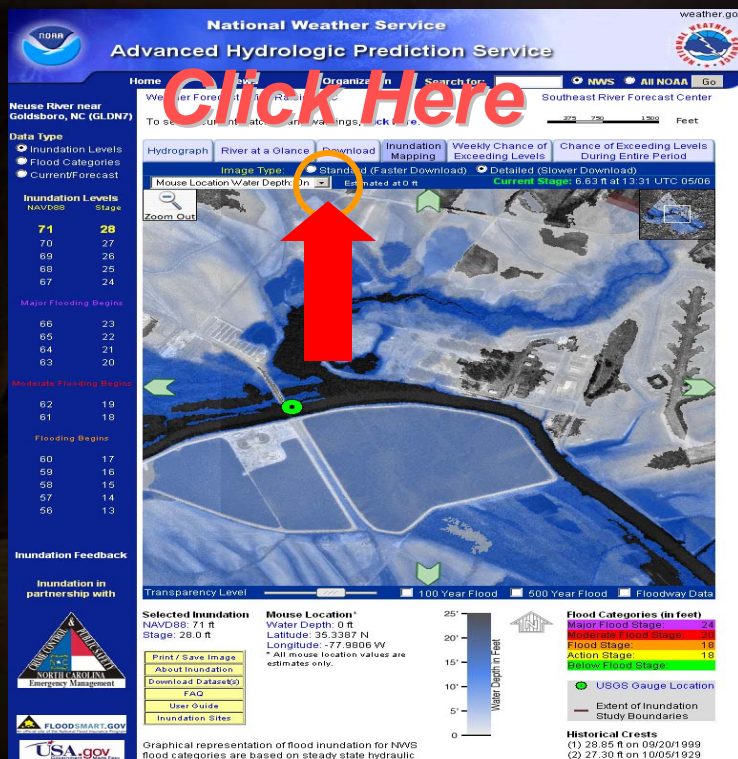 weather.go
National Weather Service
NOAA
Advanced Hydrologic Prediction Service
Home
Organization
Search for:
NWS
All NOAA
Go
Click Here
Neuse River near
Goldsboro, NC (GLDN7)
Southeast River Forecast Center
Feet
Data Type
Inundation Levels
Flood Categories
Current/Forecast
Hydrograph
River at a Glance
Download
Inundation
Mapping
Weekly Chance of
Exceeding Levels
Chance of Exceeding Levels
During Entire Period
Image Type:
Standard (Faster Download)
Detailed (Slower Download)
Mouse Location Water Depth: On
Estimated at 0 ft
Current Stage: 6.63 ft at 13:31 UTC 05/06
Zoom Out
Inundation Levels
NAVD88 Stage
71 28
70 27
69 26
68 25
67 24
Major Flooding Begins
66 23
65 22
64 21
63 20
Moderate Flooding Begins
62 19
61 18
Flooding Begins
60 17
59 16
58 15
57 14
56 13
Inundation Feedback
Inundation in
partnership with
CRIME CONTROL & PUBLIC SAFETY
NORTH CAROLINA
Emergency Management
FLOODSMART.GOV
USA.gov
Transparency Level
100 Year Flood
500 Year Flood
Floodway Data
Selected Inundation
NAVD88: 71 ft
Stage: 28.0 ft
Print / Save Image
About Inundation
Download Dataset(s)
FAQ
User Guide
Inundation Sites
Mouse Location*
Water Depth: 0 ft
Latitude: 35.3387 N
Longitude: -77.9806 W
* All mouse location values are
estimates only.
25'
20'
15'
10'
5'
0
Water Depth in Feet
N
Flood Categories (in feet)
Major Flood Stage: 24
Moderate Flood Stage: 20
Flood Stage: 18
Action Stage: 18
Below Flood Stage:
USGS Gauge Location
Extent of Inundation
Study Boundaries
Historical Crests
(1) 28.85 ft on 09/20/1999
(2) 27.30 ft on 10/05/1929
Graphical representation of flood inundation for NWS
flood categories are based on steady state hydraulic